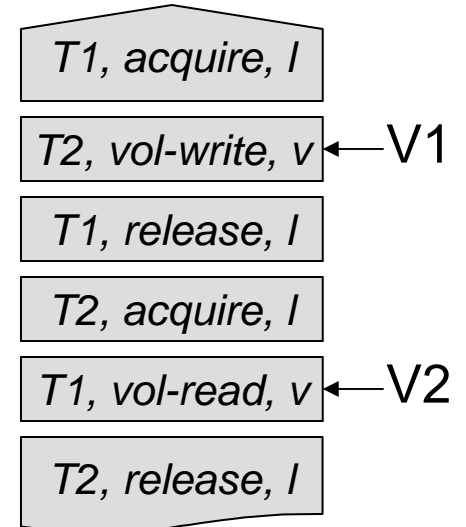 T1, acquire, l
T2, vol-write, v
V1
T1, release, l
T2, acquire, l
T1, vol-read, v
V2
T2, release, l